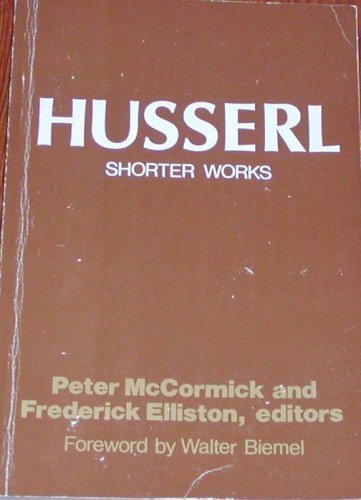 HUSSERL
SHORTER WORKS
Peter McCormick and
Frederick Elliston, editors
Foreword by Walter Biemel